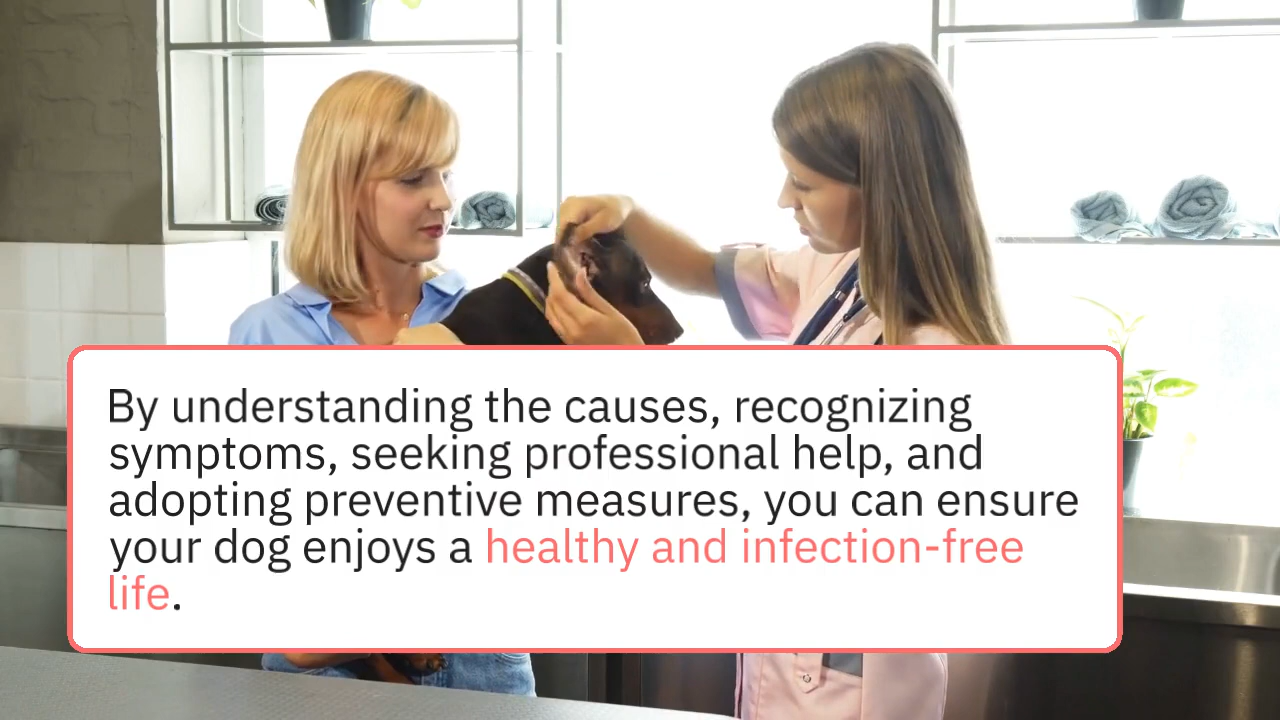 By understanding the causes, recognizing
symptoms, seeking professional help, and
adopting preventive measures, you can ensure
your dog enjoys a healthy and infection-free
life.